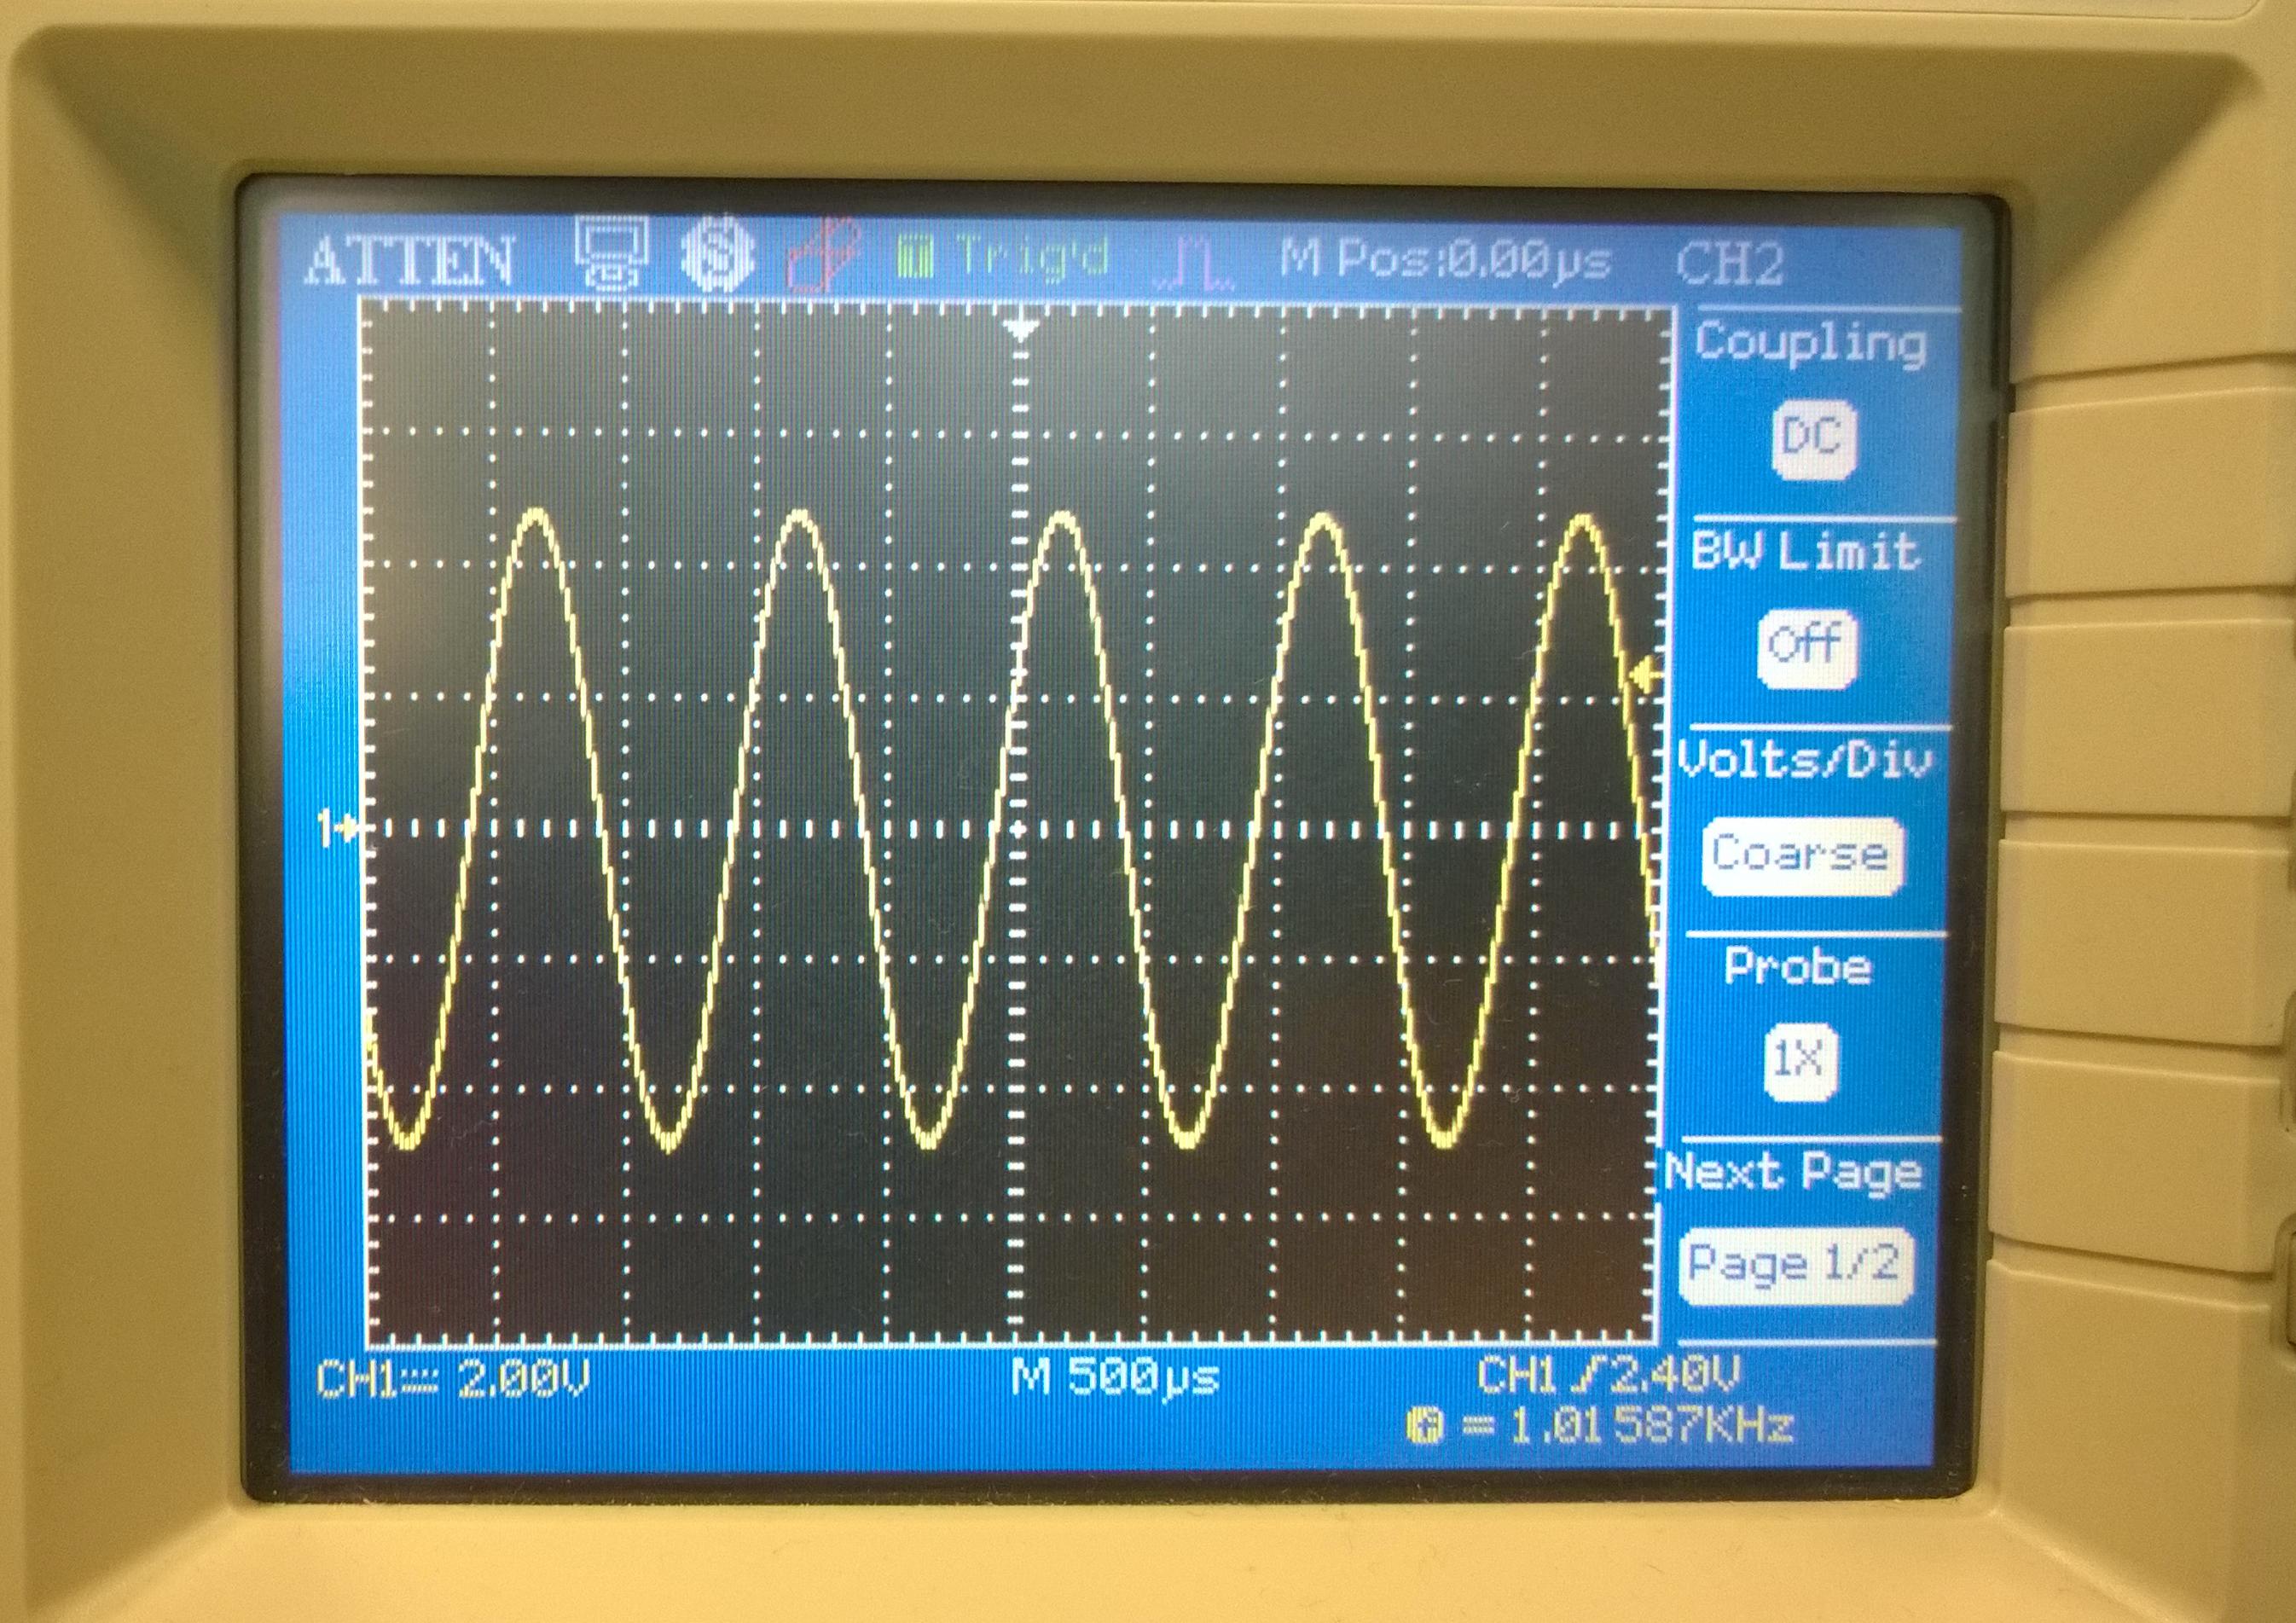 ATTEN Trig'd M Pos:0.00µs CH2
Coupling
DC
BW Limit
Off
Volts/Div
Coarse
Probe
1X
Next Page
Page 1/2
1
CH1 2.00V M 500µs CH1 2.40V
= 1.01587KHz